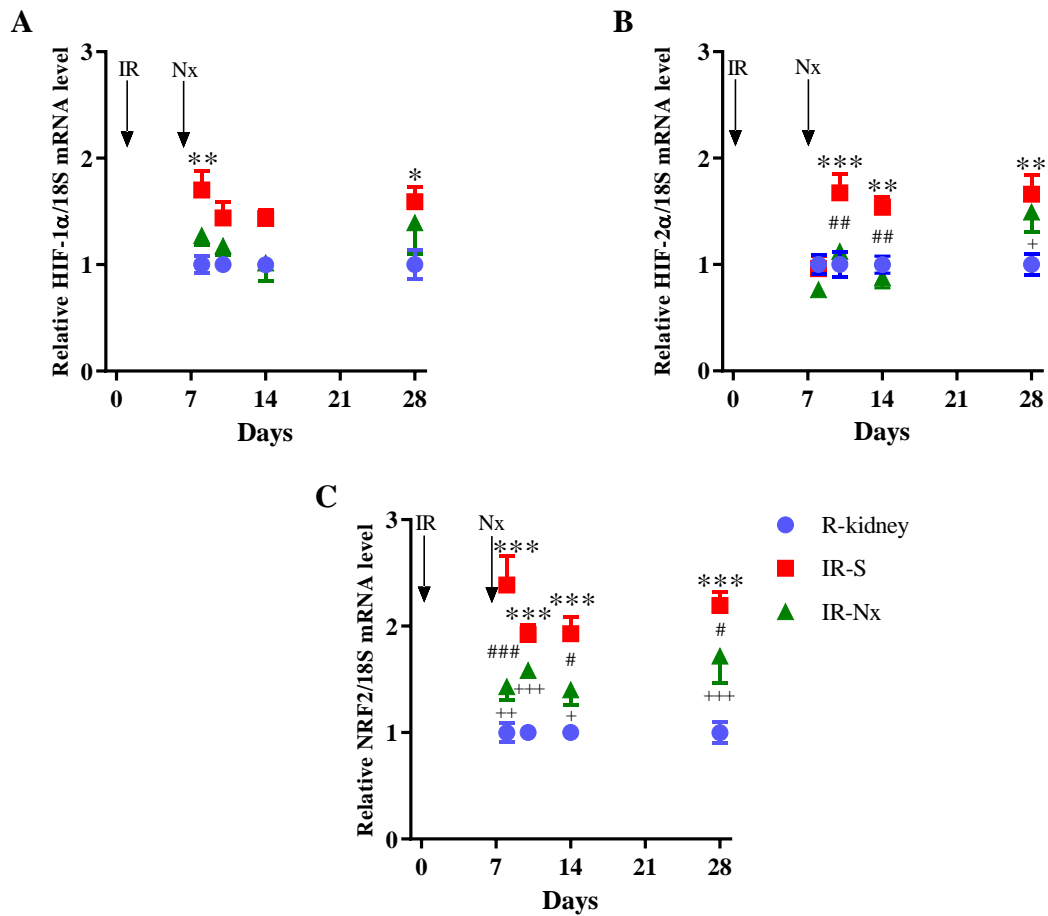 A
Relative HIF-1α/18S mRNA level
3
2
1
0
IR
Nx
**
*
0 7 14 21 28
Days
B
Relative HIF-2α/18S mRNA level
3
2
1
0
IR
Nx
***
**
**
##
##
+
0 7 14 21 28
Days
C
Relative NRF2/18S mRNA level
3
2
1
0
IR
Nx
***
***
***
***
###
#
#
++
+++
+
+++
0 7 14 21 28
Days
R-kidney
IR-S
IR-Nx